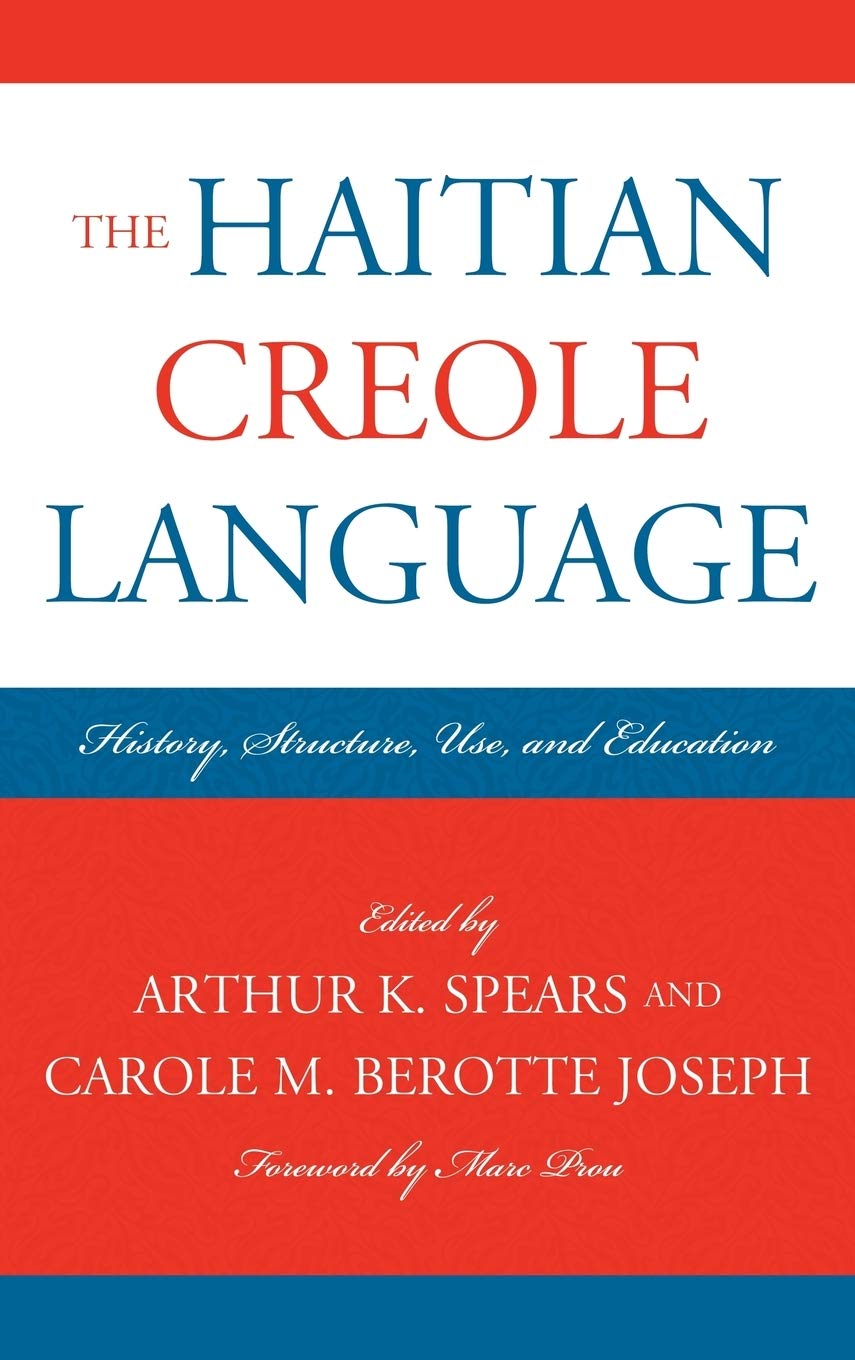 THE HAITIAN
CREOLE
LANGUAGE
History, Structure, Use, and Education
Edited by
ARTHUR K. SPEARS AND
CAROLE M. BEROTTE JOSEPH
Foreword by Marc Prou